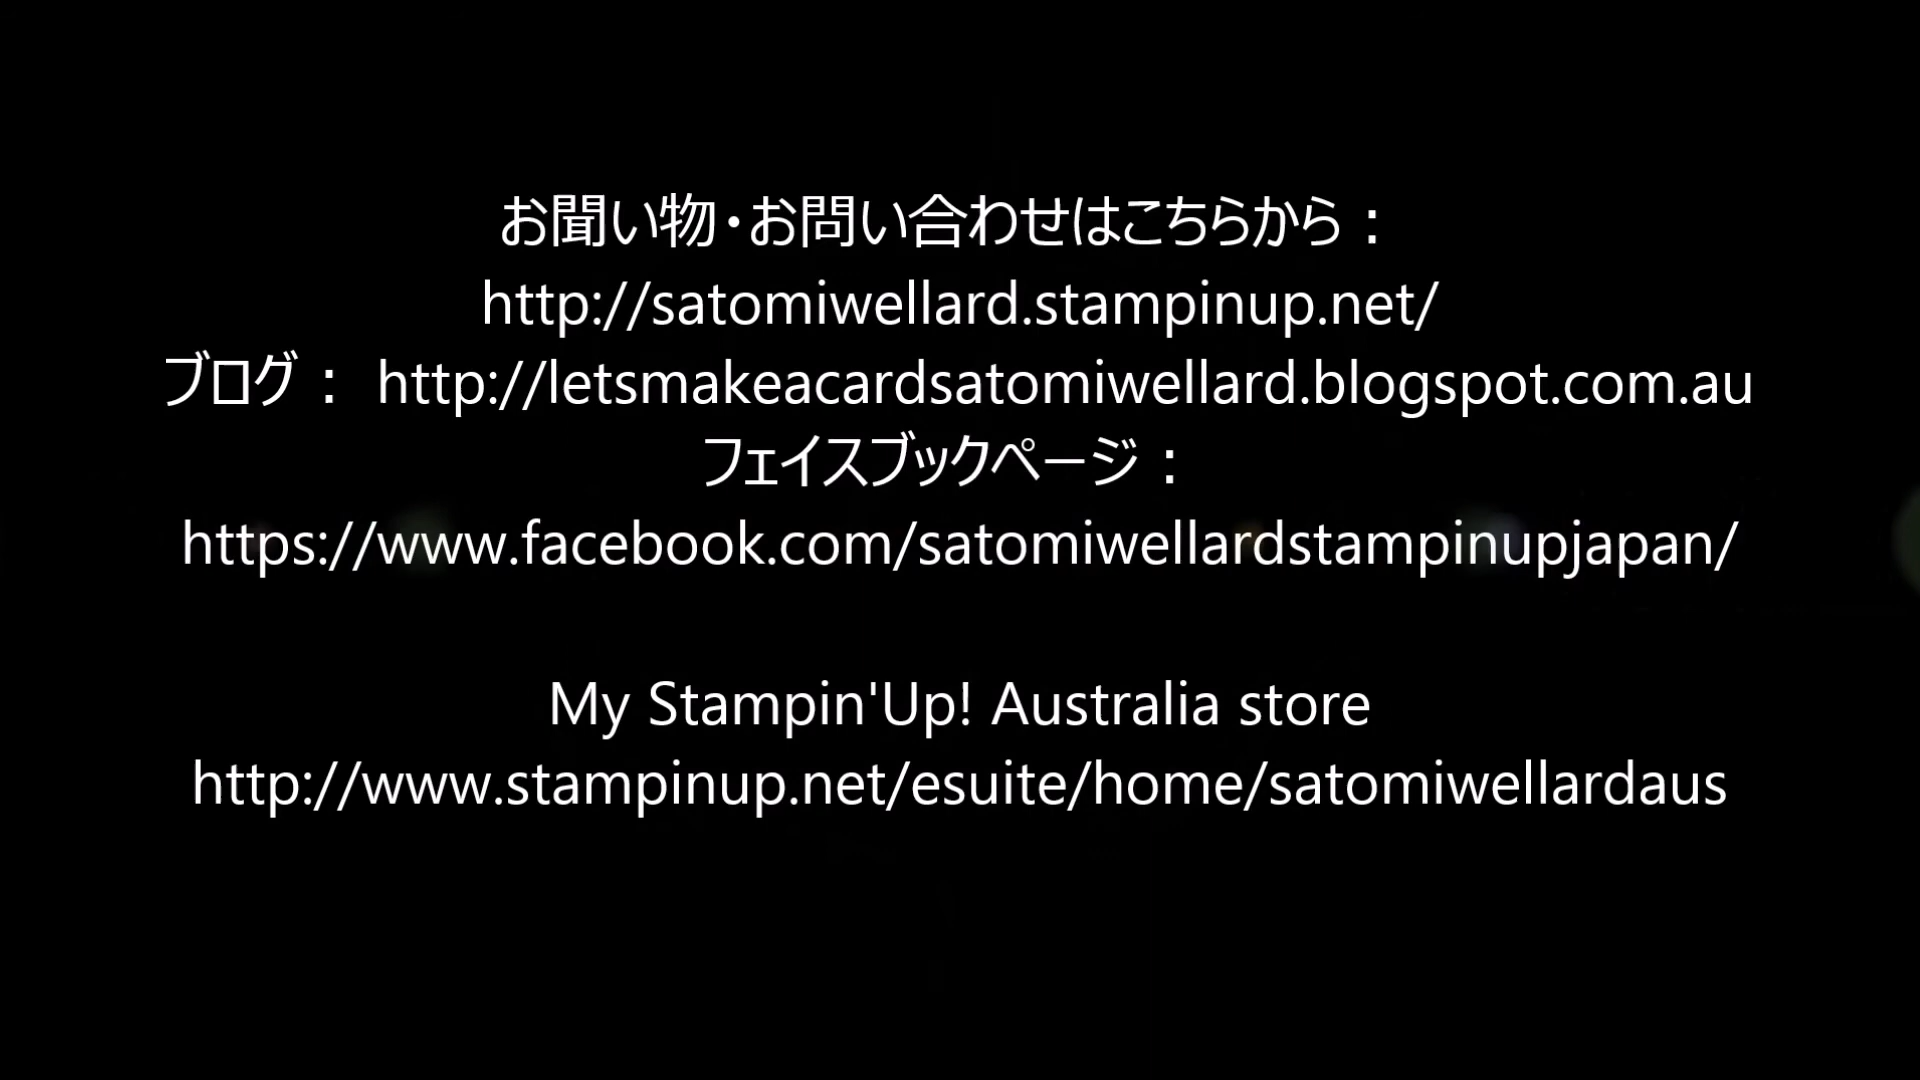 お聞い物・お問い合わせはこちらから：
http://satomiwellard.stampinup.net/
ブログ： http://letsmakeacardsatomiwellard.blogspot.com.au
フェイスブックページ：
https://www.facebook.com/satomiwellardstampinupjapan/
My Stampin'Up! Australia store
http://www.stampinup.net/esuite/home/satomiwellardaus